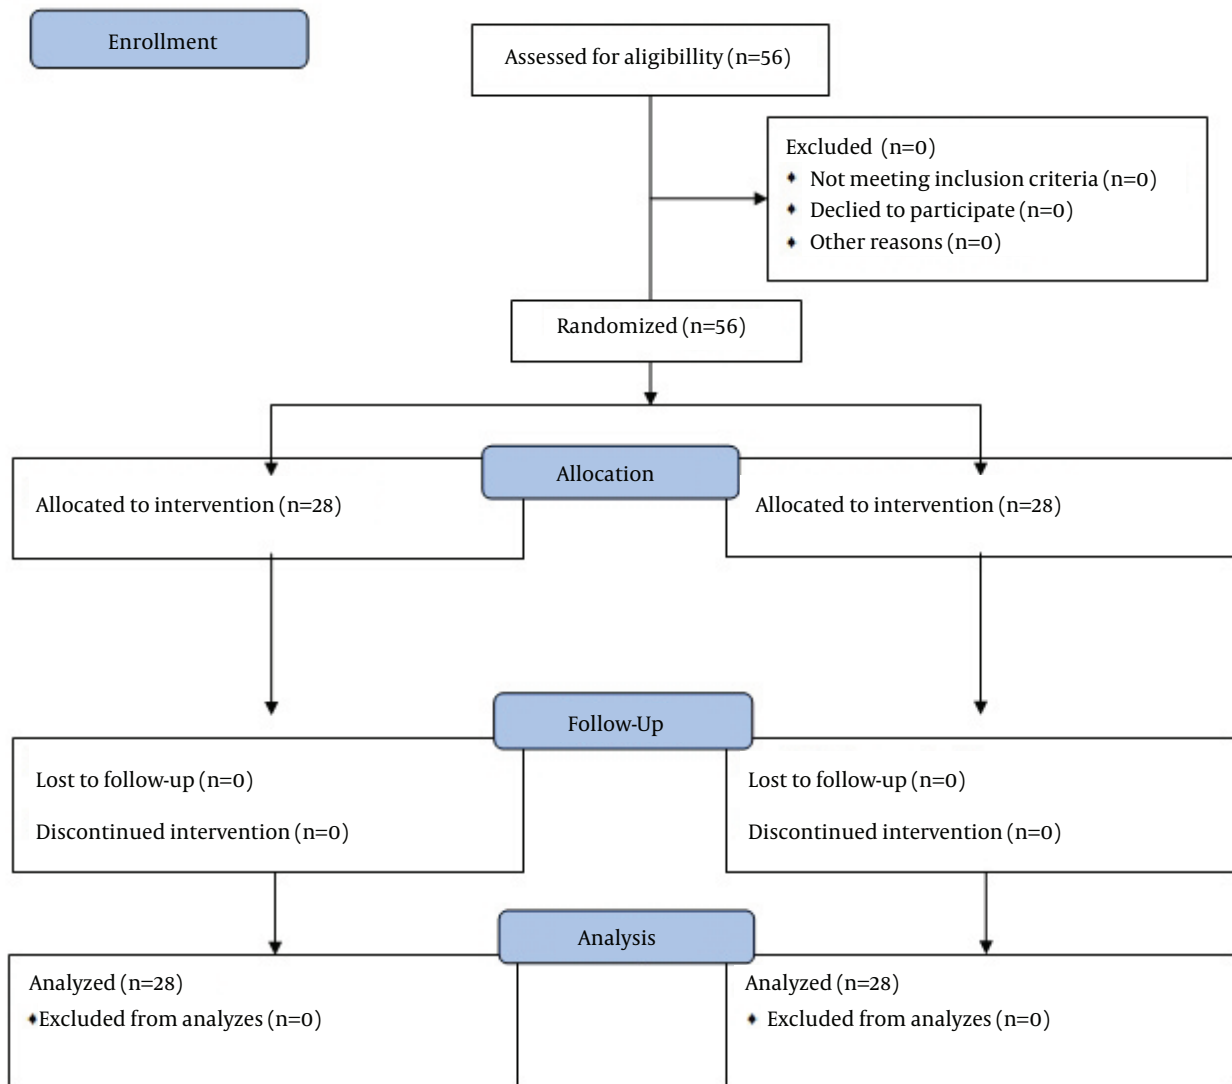 Enrollment
Assessed for aligibillity (n=56)
Excluded (n=0)
♦ Not meeting inclusion criteria (n=0)
♦ Declied to participate (n=0)
♦ Other reasons (n=0)
Randomized (n=56)
Allocation
Allocated to intervention (n=28)
Allocated to intervention (n=28)
Follow-Up
Lost to follow-up (n=0)
Discontinued intervention (n=0)
Lost to follow-up (n=0)
Discontinued intervention (n=0)
Analysis
Analyzed (n=28)
♦Excluded from analyzes (n=0)
Analyzed (n=28)
♦ Excluded from analyzes (n=0)